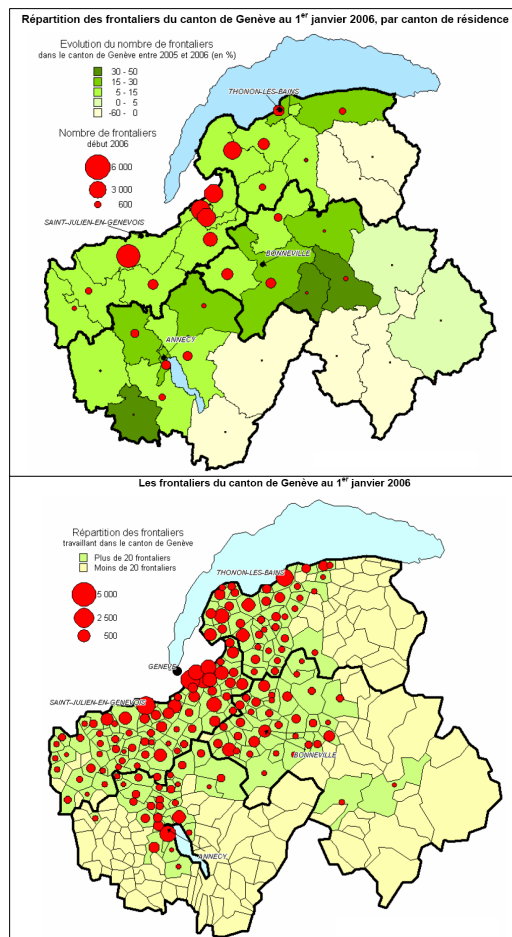 Répartition des frontaliers du canton de Genève au 1er janvier 2006, par canton de résidence
Evolution du nombre de frontaliers
dans le canton de Genève entre 2005 et 2006 (en %)
30 - 50
15 - 30
5 - 15
0 - 5
-60 - 0
Nombre de frontaliers
début 2006
6 000
3 000
600
THONON-LES-BAINS
SAINT-JULIEN-EN-GENEVOIS
BONNEVILLE
ANNECY
Les frontaliers du canton de Genève au 1er janvier 2006
Répartition des frontaliers
travaillant dans le canton de Genève
Plus de 20 frontaliers
Moins de 20 frontaliers
5 000
2 500
500
THONON-LES-BAINS
GENEVE
SAINT-JULIEN-EN-GENEVOIS
BONNEVILLE
ANNECY